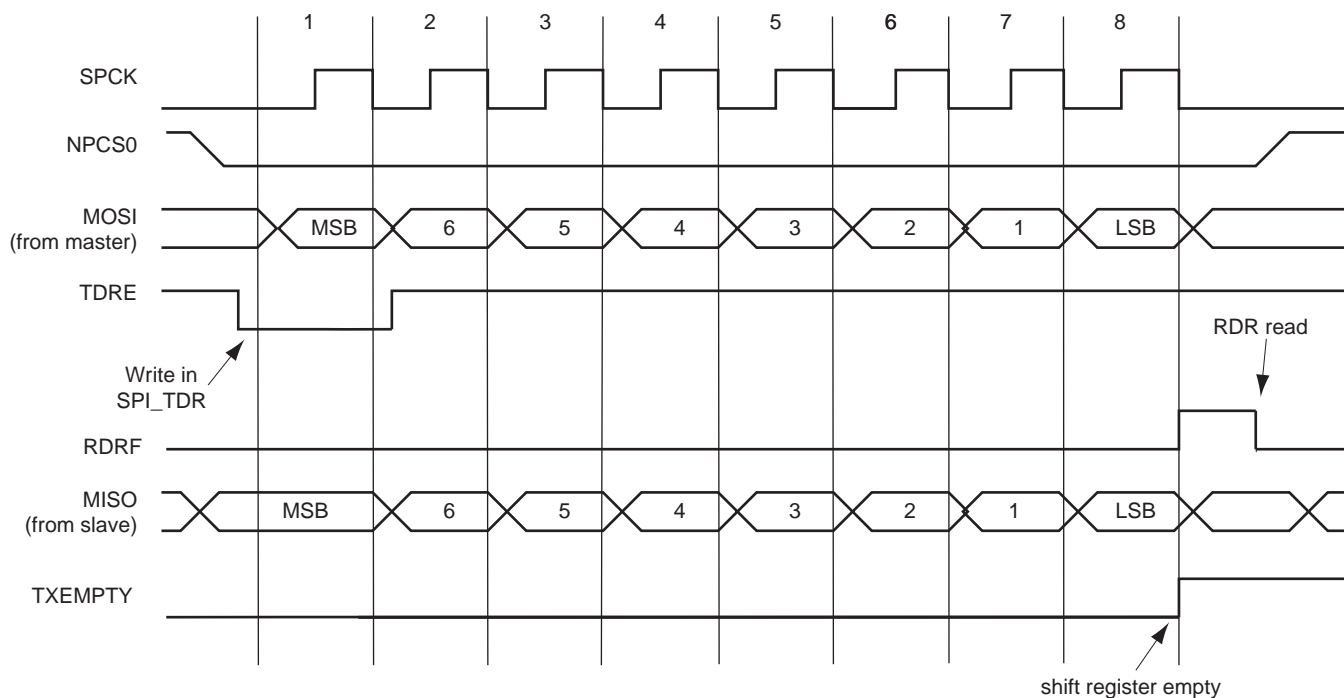 1 2 3 4 5 6 7 8
SPCK
NPCS0
MOSI
(from master)
MSB 6 5 4 3 2 1 LSB
TDRE
RDR read
Write in
SPI_TDR
RDRF
MISO
(from slave)
MSB 6 5 4 3 2 1 LSB
TXEMPTY
shift register empty